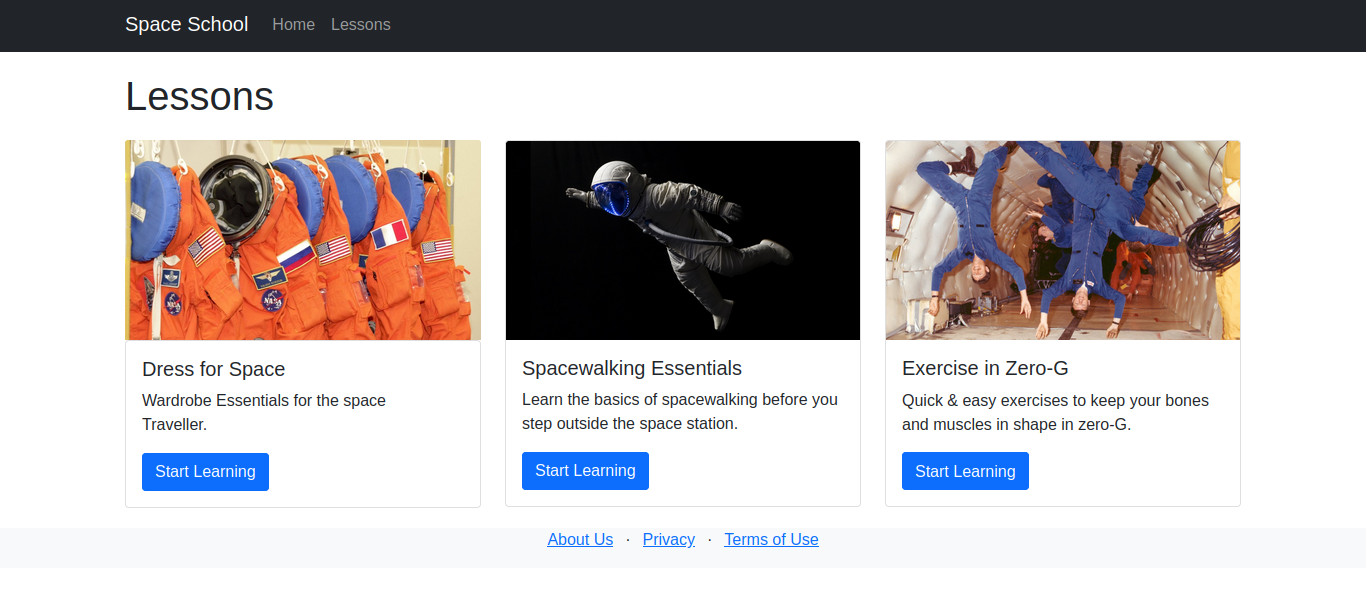 Space School Home Lessons
Lessons
NASA
NASA
Dress for Space
Wardrobe Essentials for the space
Traveller.
Start Learning
Spacewalking Essentials
Learn the basics of spacewalking before you
step outside the space station.
Start Learning
Exercise in Zero-G
Quick & easy exercises to keep your bones
and muscles in shape in zero-G.
Start Learning
About Us · Privacy · Terms of Use